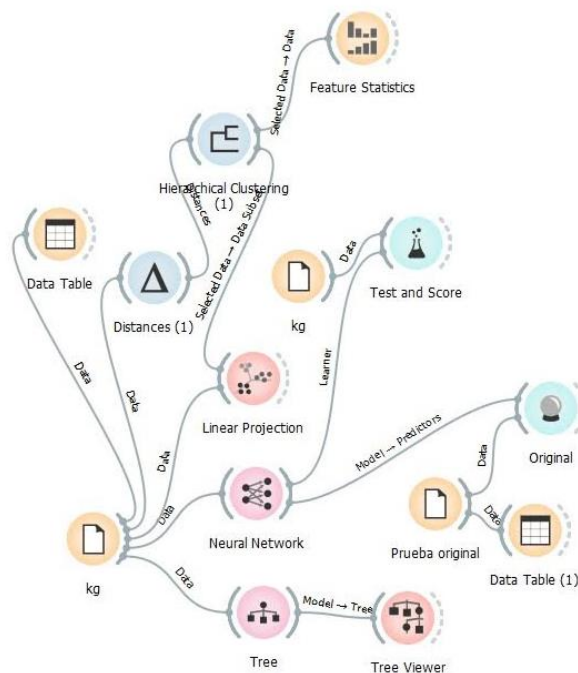 Feature Statistics
Selected Data → Data
Hierarchical Clustering
(1)
Distances
Selected Data → Data Subset
Data Table
Distances (1)
Data
kg
Test and Score
Data
Data
Linear Projection
Learner
Data
Model → Predictors
Original
Data
Data
Neural Network
Prueba original
Data
Data Table (1)
kg
Data
Model → Tree
Tree
Tree Viewer